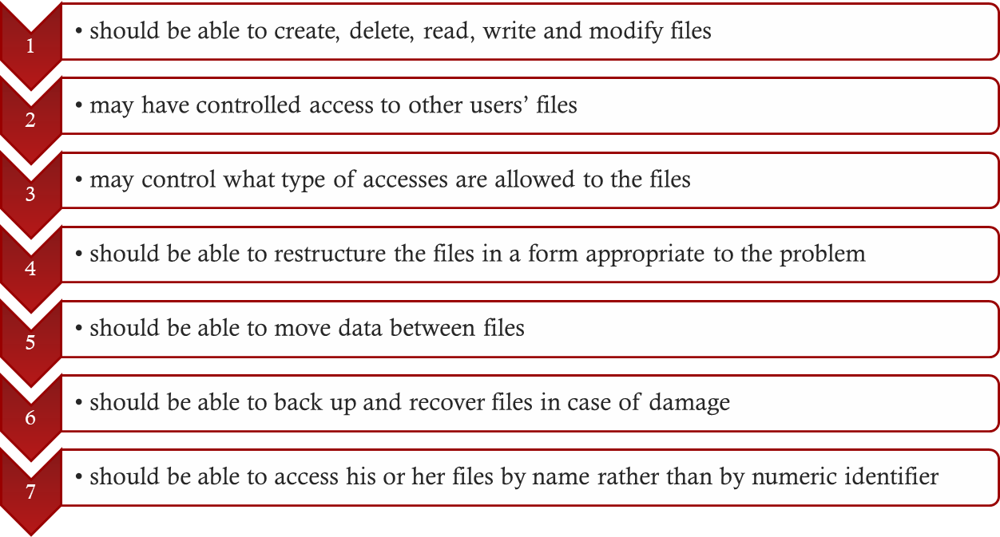 1
• should be able to create, delete, read, write and modify files
2
• may have controlled access to other users’ files
3
• may control what type of accesses are allowed to the files
4
• should be able to restructure the files in a form appropriate to the problem
5
• should be able to move data between files
6
• should be able to back up and recover files in case of damage
7
• should be able to access his or her files by name rather than by numeric identifier